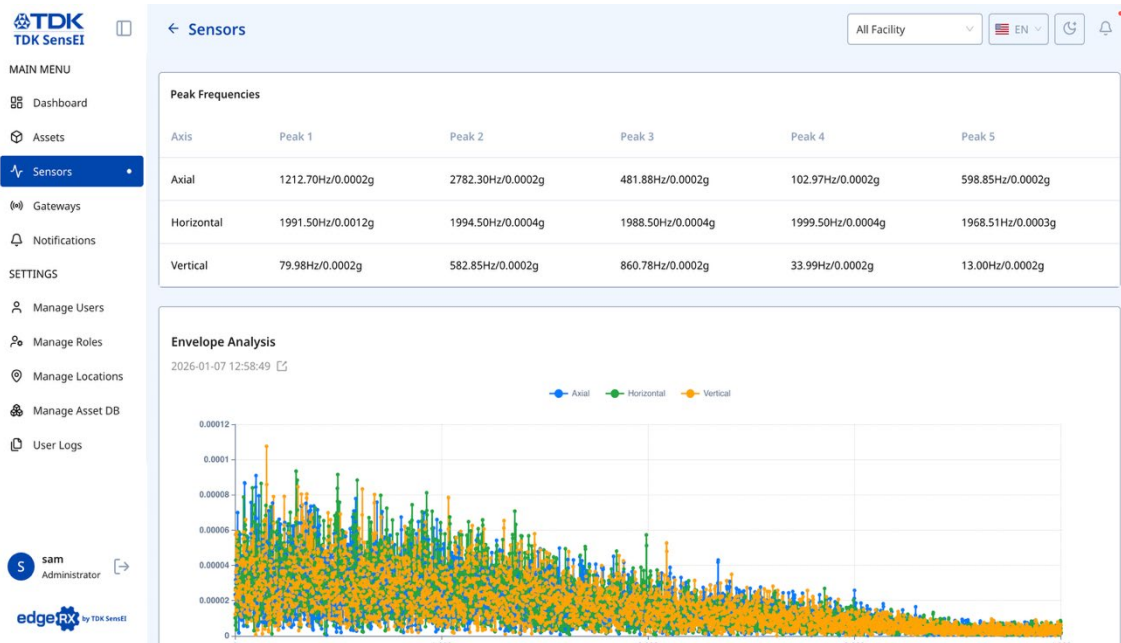 TDK
TDK SensEI
MAIN MENU
Dashboard
Assets
Sensors
Gateways
Notifications
SETTINGS
Manage Users
Manage Roles
Manage Locations
Manage Asset DB
User Logs
S
sam
Administrator
edgeRX by TDK SensEI
← Sensors
All Facility
EN
Peak Frequencies
Axis Peak 1 Peak 2 Peak 3 Peak 4 Peak 5
Axial 1212.70Hz/0.0002g 2782.30Hz/0.0002g 481.88Hz/0.0002g 102.97Hz/0.0002g 598.85Hz/0.0002g
Horizontal 1991.50Hz/0.0012g 1994.50Hz/0.0004g 1988.50Hz/0.0004g 1999.50Hz/0.0004g 1968.51Hz/0.0003g
Vertical 79.98Hz/0.0002g 582.85Hz/0.0002g 860.78Hz/0.0002g 33.99Hz/0.0002g 13.00Hz/0.0002g
Envelope Analysis
2026-01-07 12:58:49
Axial Horizontal Vertical
0.00012
0.0001
0.00008
0.00006
0.00004
0.00002
0